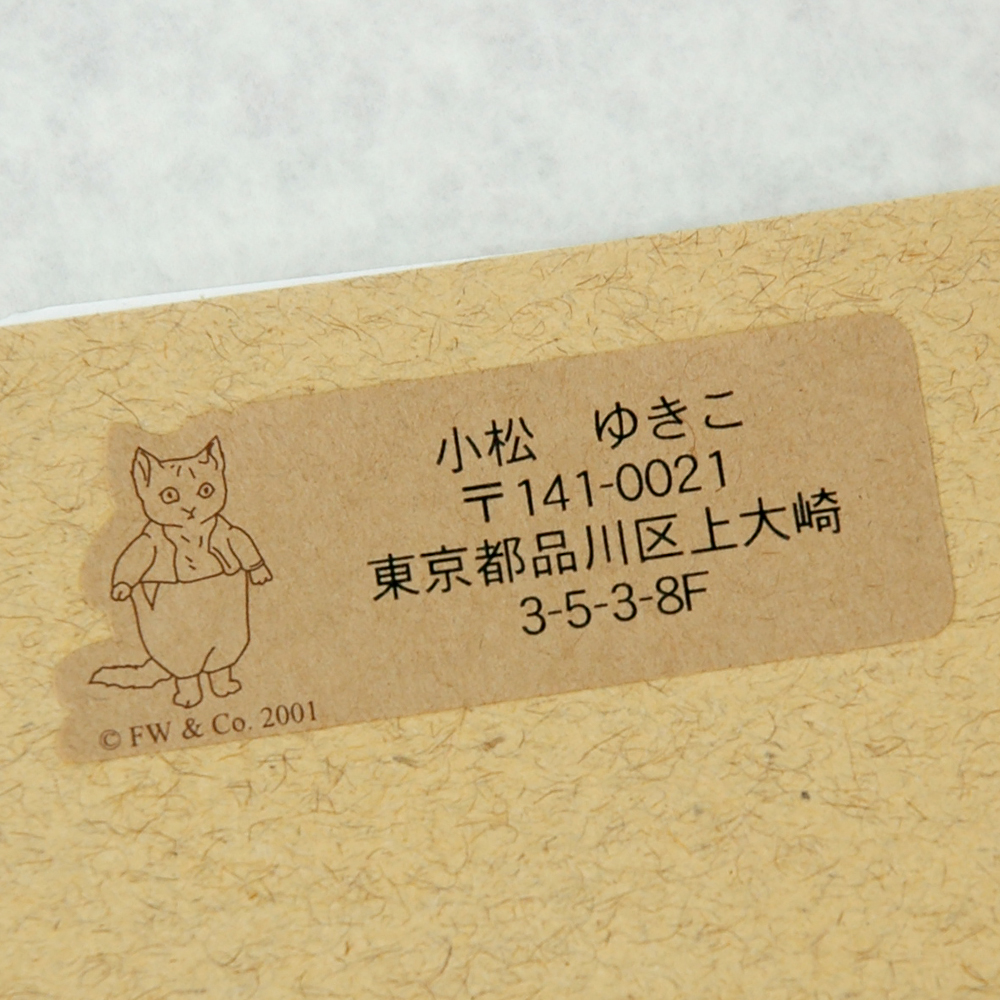 小松　ゆきこ
〒141-0021
東京都品川区上大崎
3-5-3-8F
© FW & Co. 2001